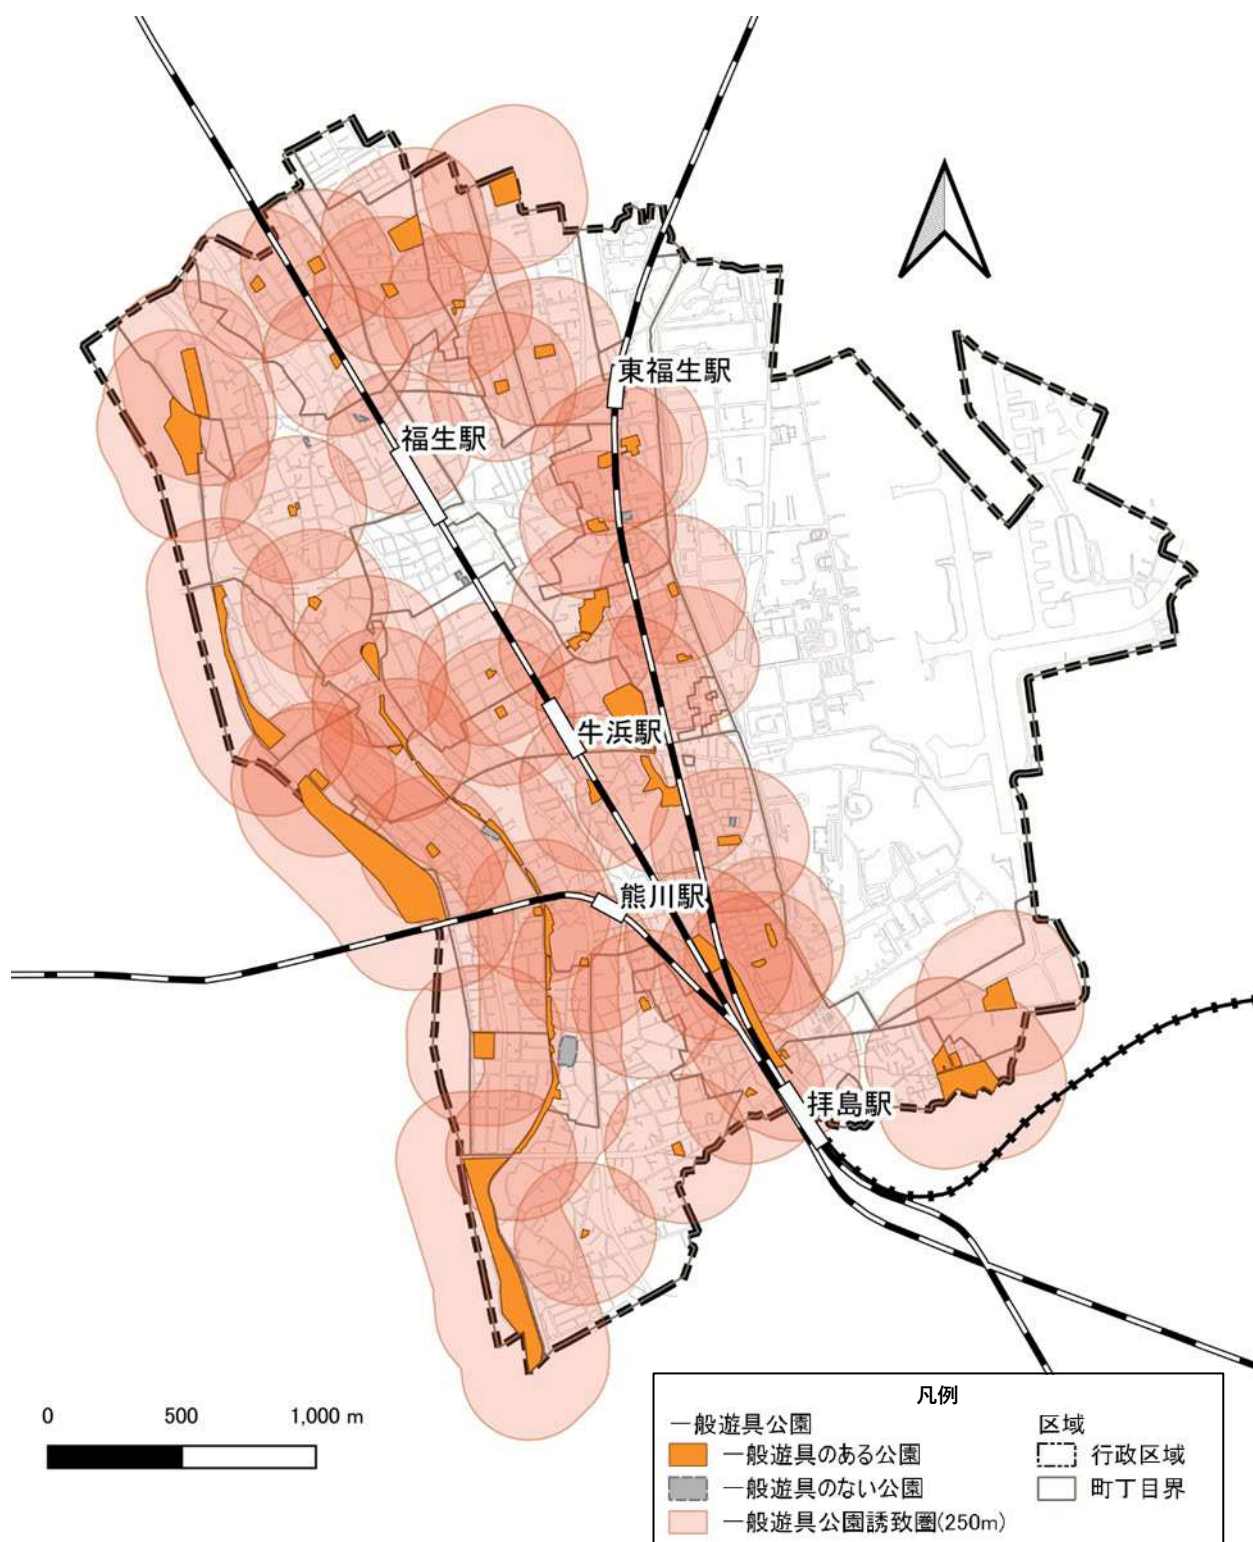 東福生駅
福生駅
牛浜駅
熊川駅
拝島駅
0 500 1,000 m
凡例
一般遊具公園
一般遊具のある公園
一般遊具のない公園
一般遊具公園誘致圏(250m)
区域
行政区域
町丁目界